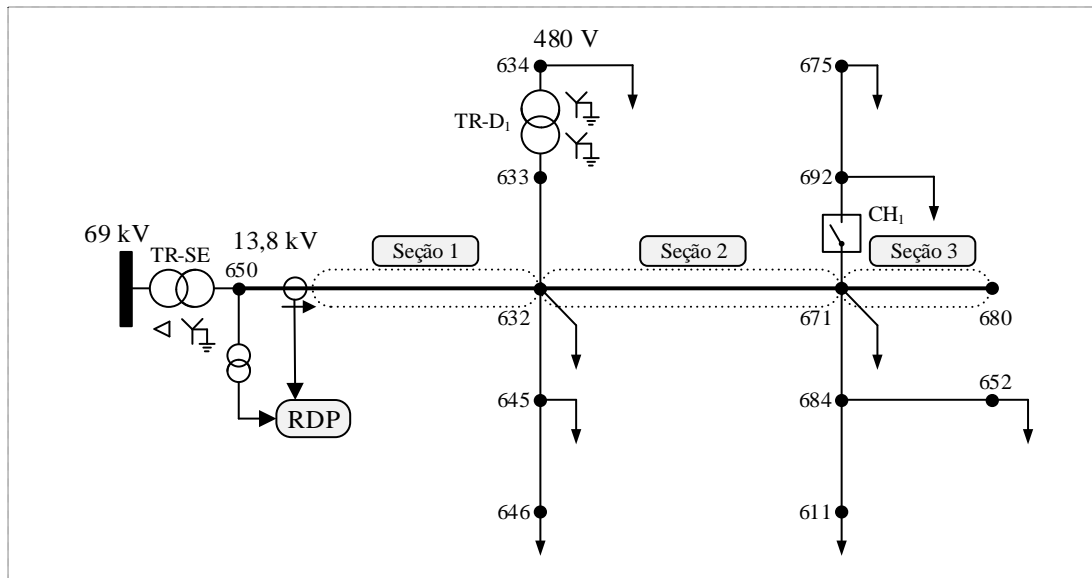 480 V
634
675
TR-D₁
633
692
CH₁
69 kV
TR-SE
13,8 kV
650
Seção 1
Seção 2
Seção 3
632
671
680
RDP
645
684
652
646
611